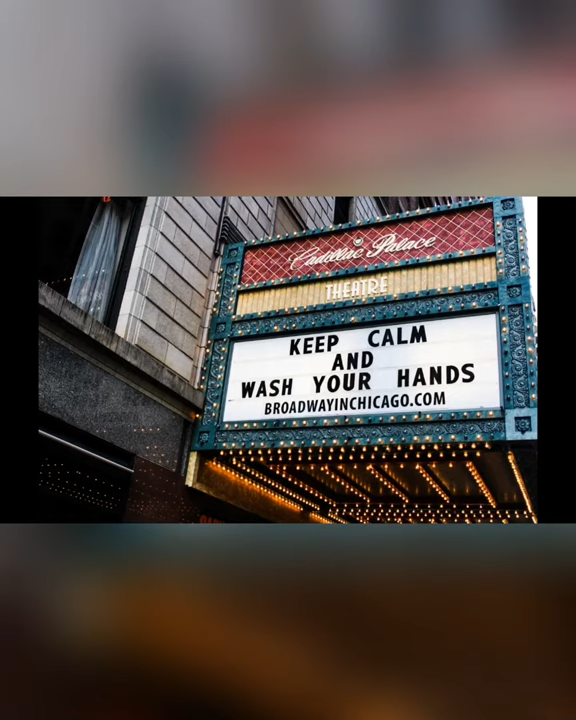 Cadillac Palace
THEATRE
KEEP CALM
AND
WASH YOUR HANDS
BROADWAYINCHICAGO.COM